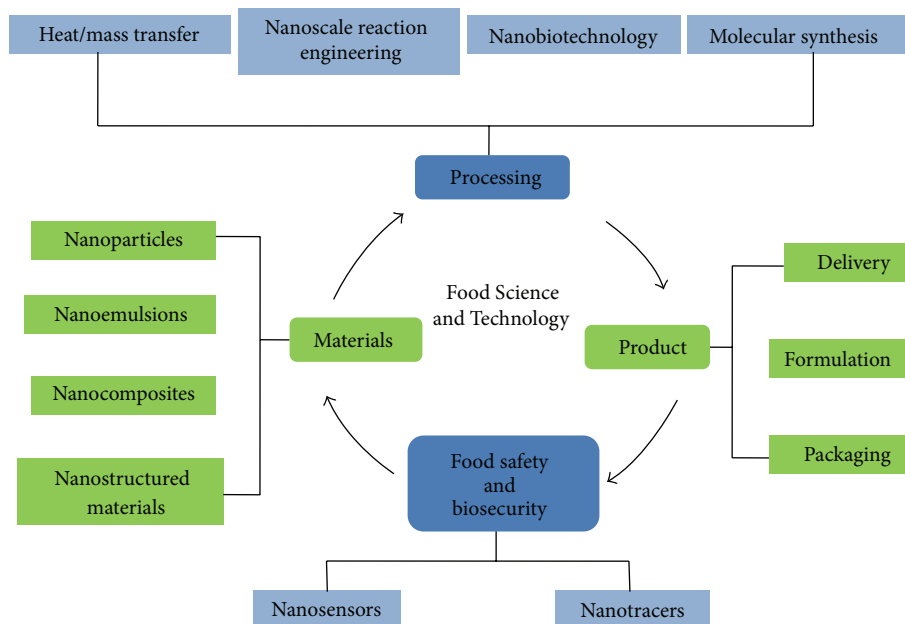 Heat/mass transfer
Nanoscale reaction
engineering
Nanobiotechnology
Molecular synthesis
Processing
Nanoparticles
Nanoemulsions
Nanocomposites
Nanostructured
materials
Materials
Food Science
and Technology
Product
Delivery
Formulation
Packaging
Food safety
and
biosecurity
Nanosensors
Nanotracers